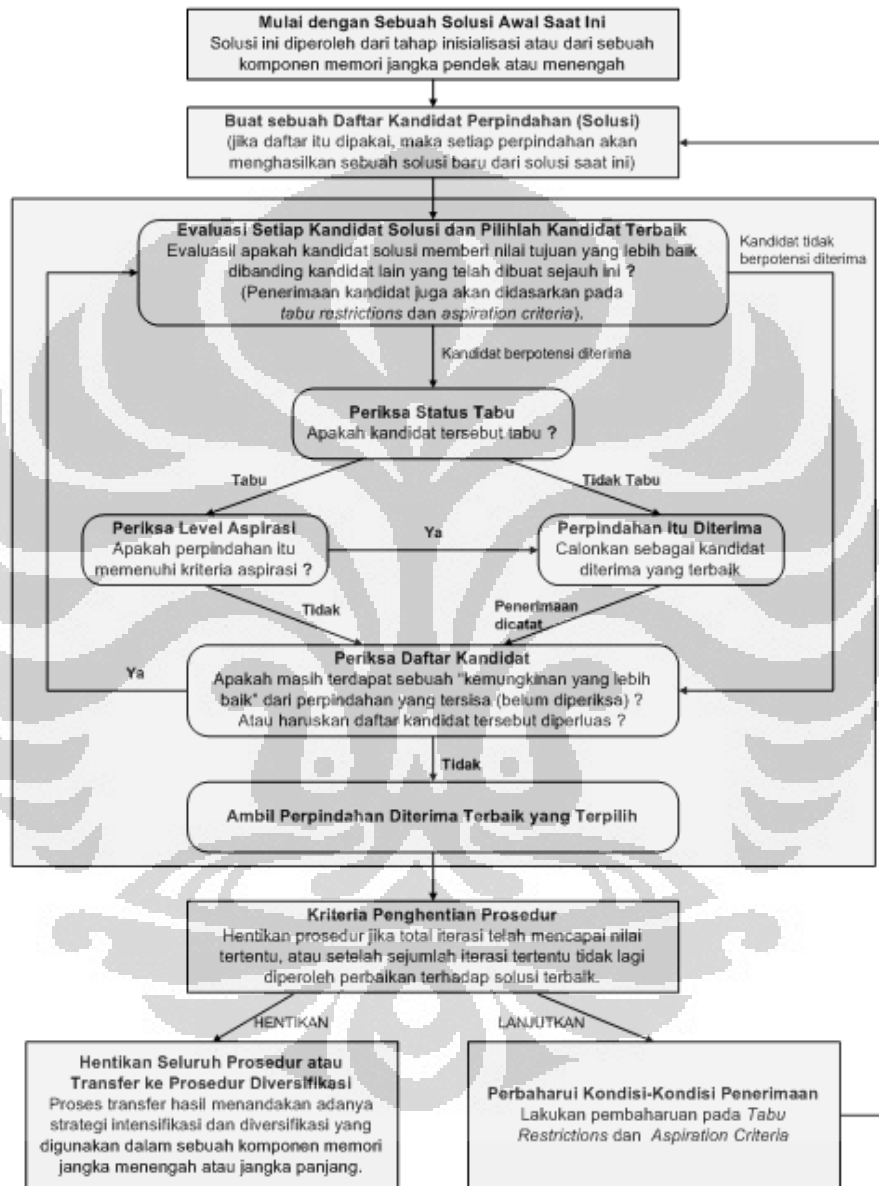 Mulai dengan Sebuah Solusi Awal Saat Ini
Solusi ini diperoleh dari tahap inisialisasi atau dari sebuah
komponen memori jangka pendek atau menengah
Buat sebuah Daftar Kandidat Perpindahan (Solusi)
(jika daftar itu dipakai, maka setiap perpindahan akan
menghasilkan sebuah solusi baru dari solusi saat ini)
Evaluasi Setiap Kandidat Solusi dan Pilihlah Kandidat Terbaik
Evaluasil apakah kandidat solusi memberi nilai tujuan yang lebih baik
dibanding kandidat lain yang telah dibuat sejauh ini ?
(Penerimaan kandidat juga akan didasarkan pada
tabu restrictions dan aspiration criteria).
Kandidat tidak
berpotensi diterima
Kandidat berpotensi diterima
Periksa Status Tabu
Apakah kandidat tersebut tabu ?
Tabu
Tidak Tabu
Periksa Level Aspirasi
Apakah perpindahan itu
memenuhi kriteria aspirasi ?
Ya
Perpindahan itu Diterima
Calonkan sebagai kandidat
diterima yang terbaik
Tidak
Penerimaan
dicatat
Ya
Periksa Daftar Kandidat
Apakah masih terdapat sebuah "kemungkinan yang lebih
baik" dari perpindahan yang tersisa (belum diperiksa) ?
Atau haruskan daftar kandidat tersebut diperluas ?
Tidak
Ambil Perpindahan Diterima Terbaik yang Terpilih
Kriteria Penghentian Prosedur
Hentikan prosedur jika total iterasi telah mencapai nilai
tertentu, atau setelah sejumlah iterasi tertentu tidak lagi
diperoleh perbaikan terhadap solusi terbaik.
HENTIKAN
LANJUTKAN
Hentikan Seluruh Prosedur atau
Transfer ke Prosedur Diversifikasi
Proses transfer hasil menandakan adanya
strategi intensifikasi dan diversifikasi yang
digunakan dalam sebuah komponen memori
jangka menengah atau jangka panjang.
Perbaharui Kondisi-Kondisi Penerimaan
Lakukan pembaharuan pada Tabu
Restrictions dan Aspiration Criteria